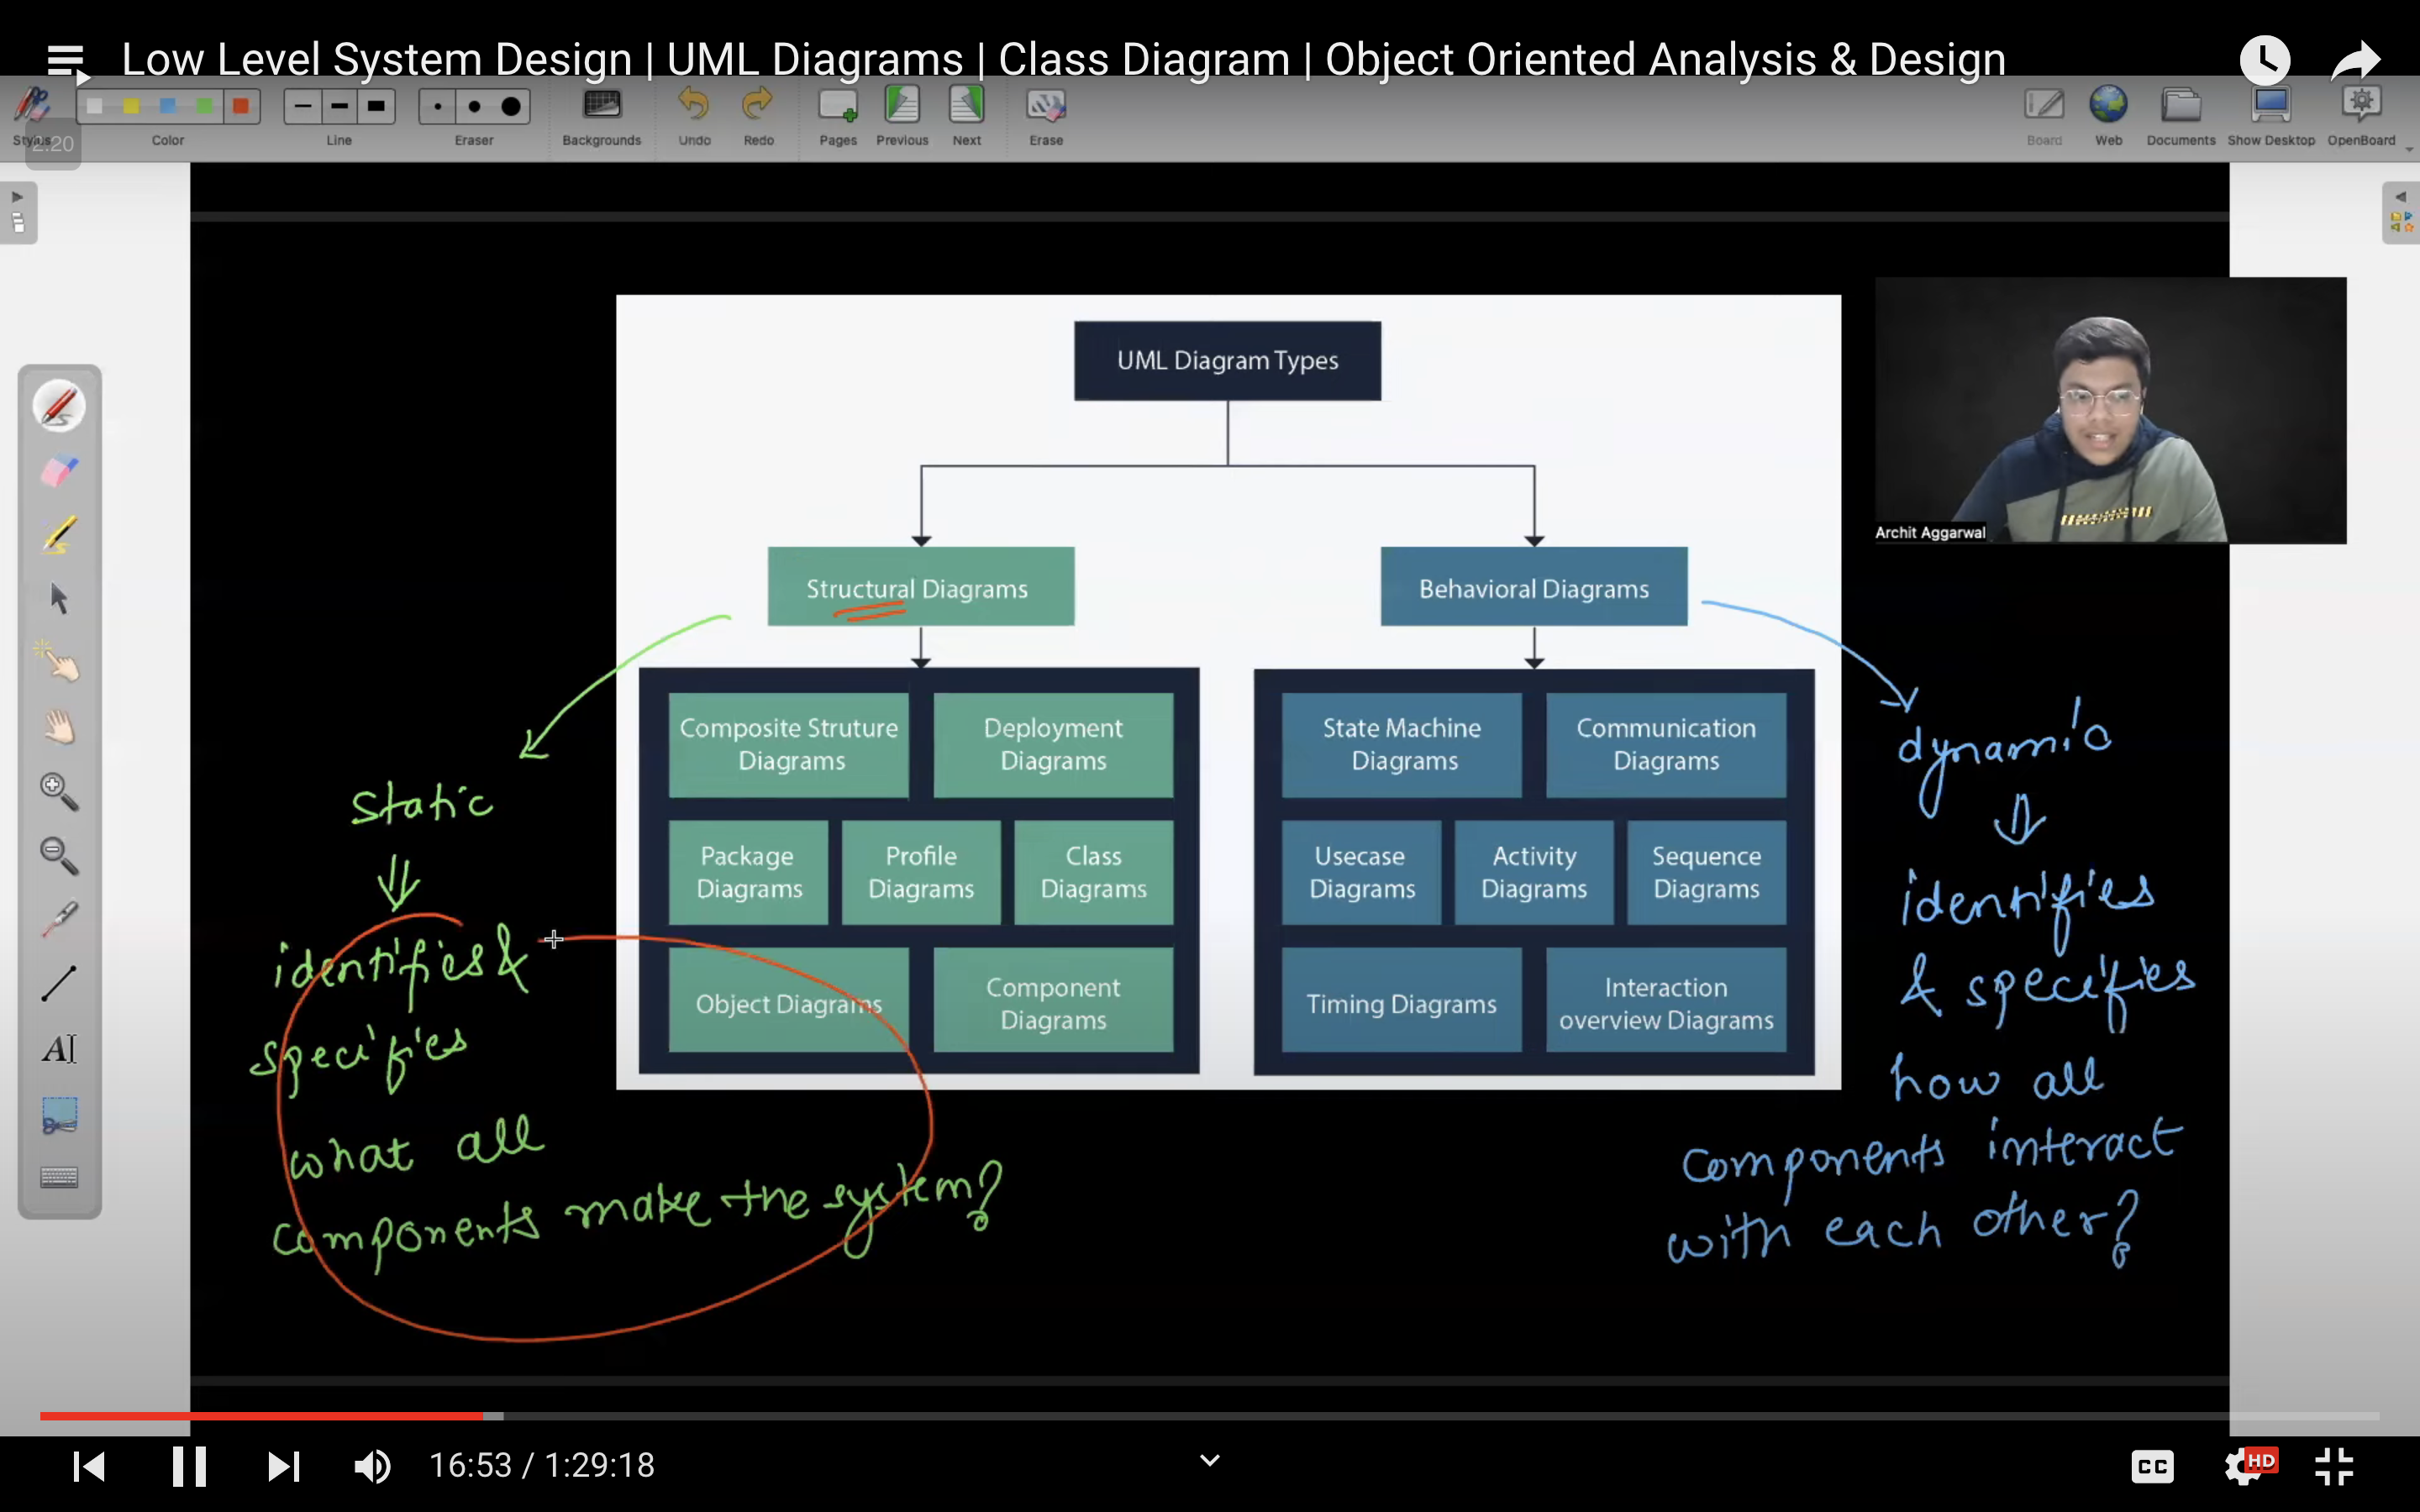 Low Level System Design | UML Diagrams | Class Diagram | Object Oriented Analysis & Design
Stylus
2:20
Color
Line
Eraser
Backgrounds
Undo
Redo
Pages
Previous
Next
Erase
Board
Web
Documents
Show Desktop
OpenBoard
UML Diagram Types
Archit Aggarwal
Structural Diagrams
Behavioral Diagrams
Composite Struture
Diagrams
Deployment
Diagrams
Package
Diagrams
Profile
Diagrams
Class
Diagrams
Object Diagrams
Component
Diagrams
State Machine
Diagrams
Communication
Diagrams
Usecase
Diagrams
Activity
Diagrams
Sequence
Diagrams
Timing Diagrams
Interaction
overview Diagrams
static
identifies &
specifies
what all
components make the system?
dynamic
identifies
& specifies
how all
components interact
with each other?
AI
16:53 / 1:29:18
CC
HD